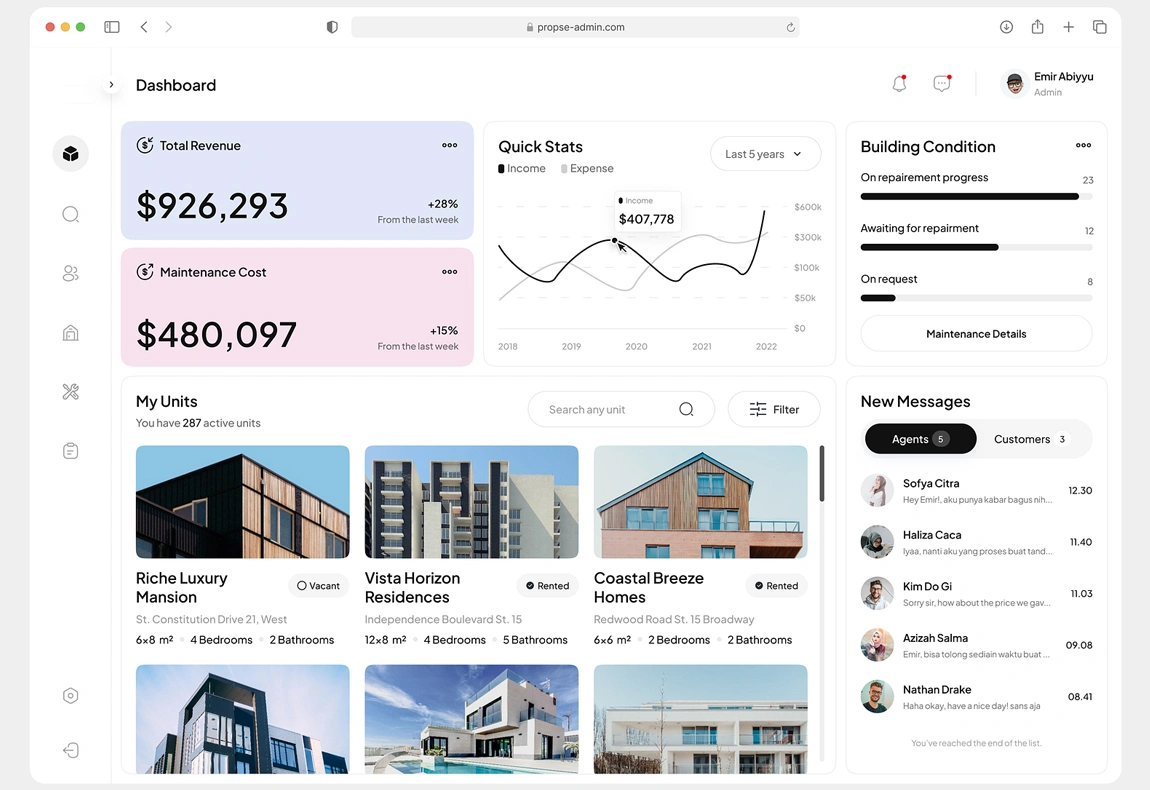 propse-admin.com
Dashboard
Emir Abiyyu
Admin
Total Revenue
$926,293
+28%
From the last week
Maintenance Cost
$480,097
+15%
From the last week
Quick Stats
Income
Expense
Last 5 years
Income
$407,778
$600k
$300k
$100k
$50k
$0
2018
2019
2020
2021
2022
Building Condition
On repairement progress
23
Awaiting for repairment
12
On request
8
Maintenance Details
My Units
You have 287 active units
Search any unit
Filter
Riche Luxury
Mansion
Vacant
St. Constitution Drive 21, West
6x8 m²
4 Bedrooms
2 Bathrooms
Vista Horizon
Residences
Rented
Independence Boulevard St. 15
12x8 m²
4 Bedrooms
5 Bathrooms
Coastal Breeze
Homes
Rented
Redwood Road St. 15 Broadway
6x6 m²
2 Bedrooms
2 Bathrooms
New Messages
Agents 5
Customers 3
Sofya Citra
12.30
Hey Emir!, aku punya kabar bagus nih...
Haliza Caca
11.40
Iyaa, nanti aku yang proses buat tand...
Kim Do Gi
11.03
Sorry sir, how about the price we gav...
Azizah Salma
09.08
Emir, bisa tolong sediain waktu buat ...
Nathan Drake
08.41
Haha okay, have a nice day! sans aja
You've reached the end of the list.